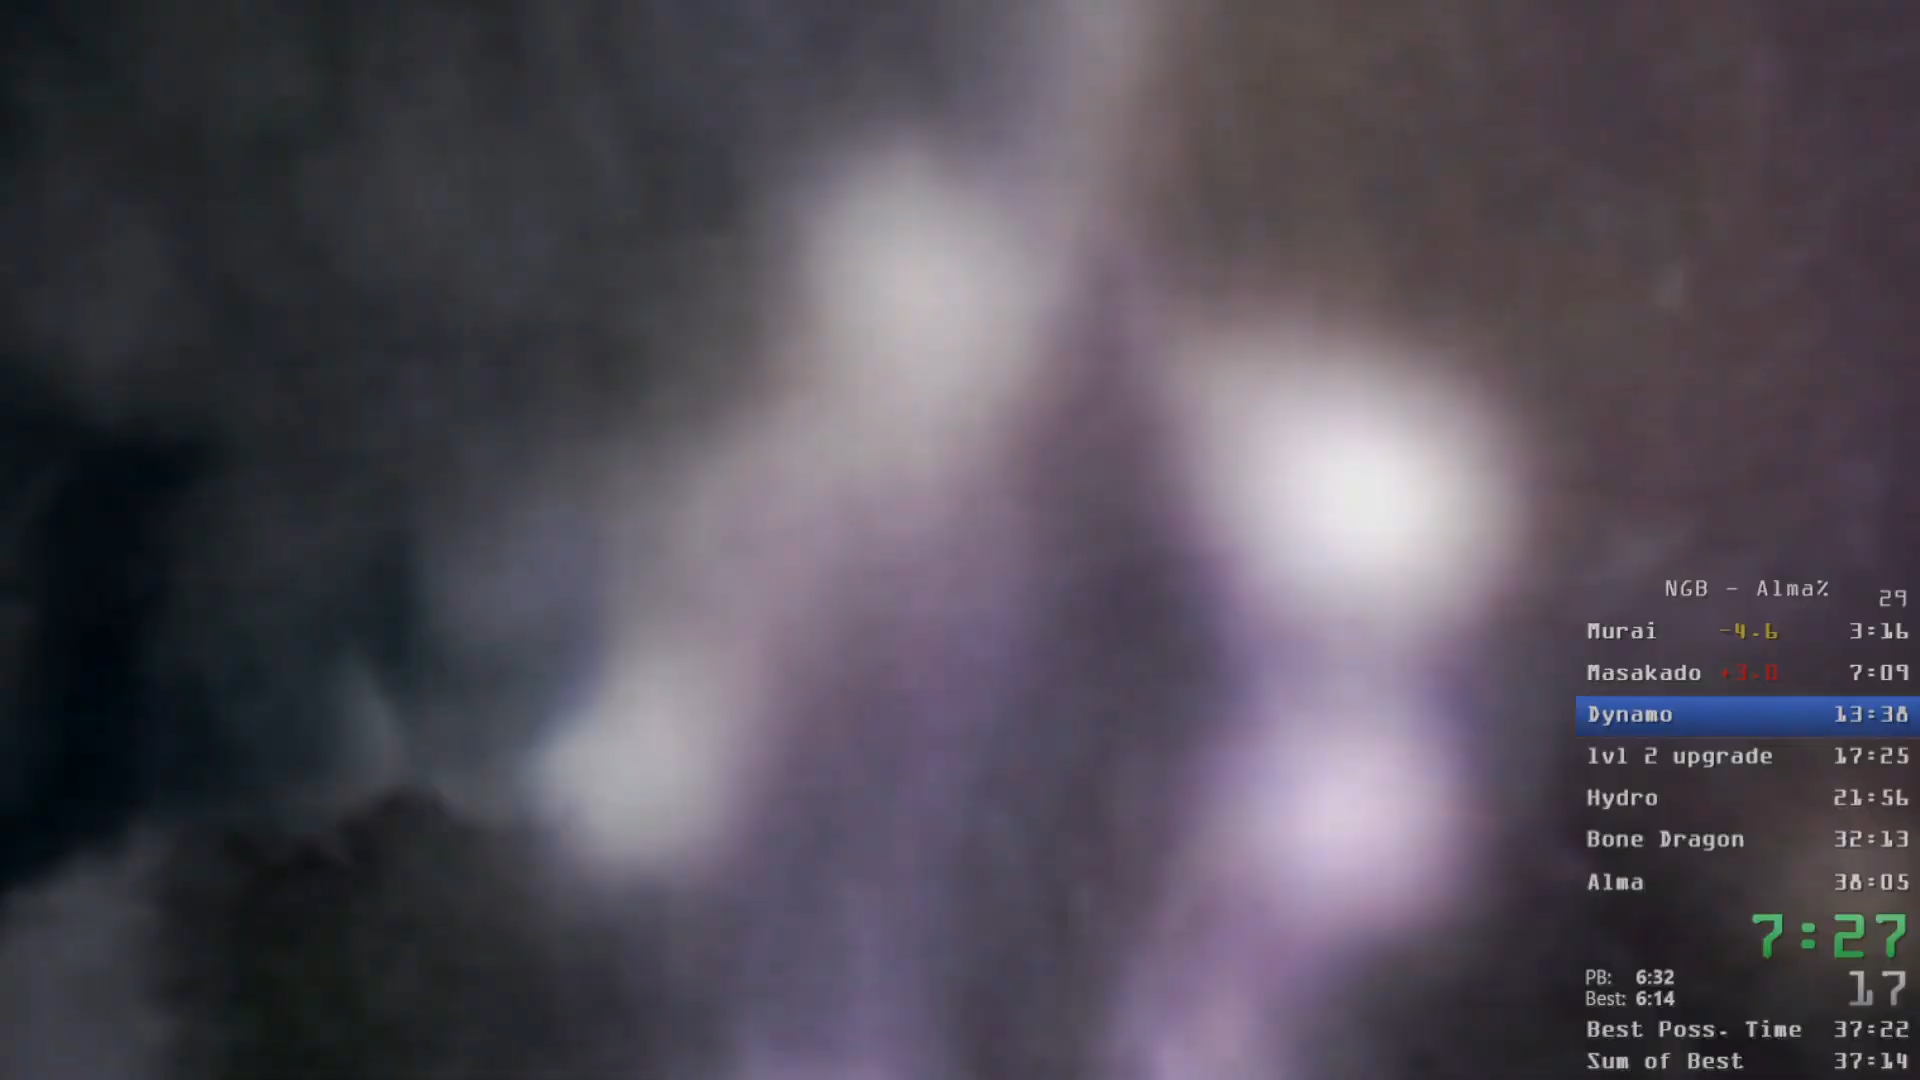 NGB - Alma% 29
Murai -4.6 3:16
Masakado +3.0 7:09
Dynamo 13:38
lvl 2 upgrade 17:25
Hydro 21:56
Bone Dragon 32:13
Alma 38:05
7:27
PB: 6:32 17
Best: 6:14
Best Poss. Time 37:22
Sum of Best 37:14